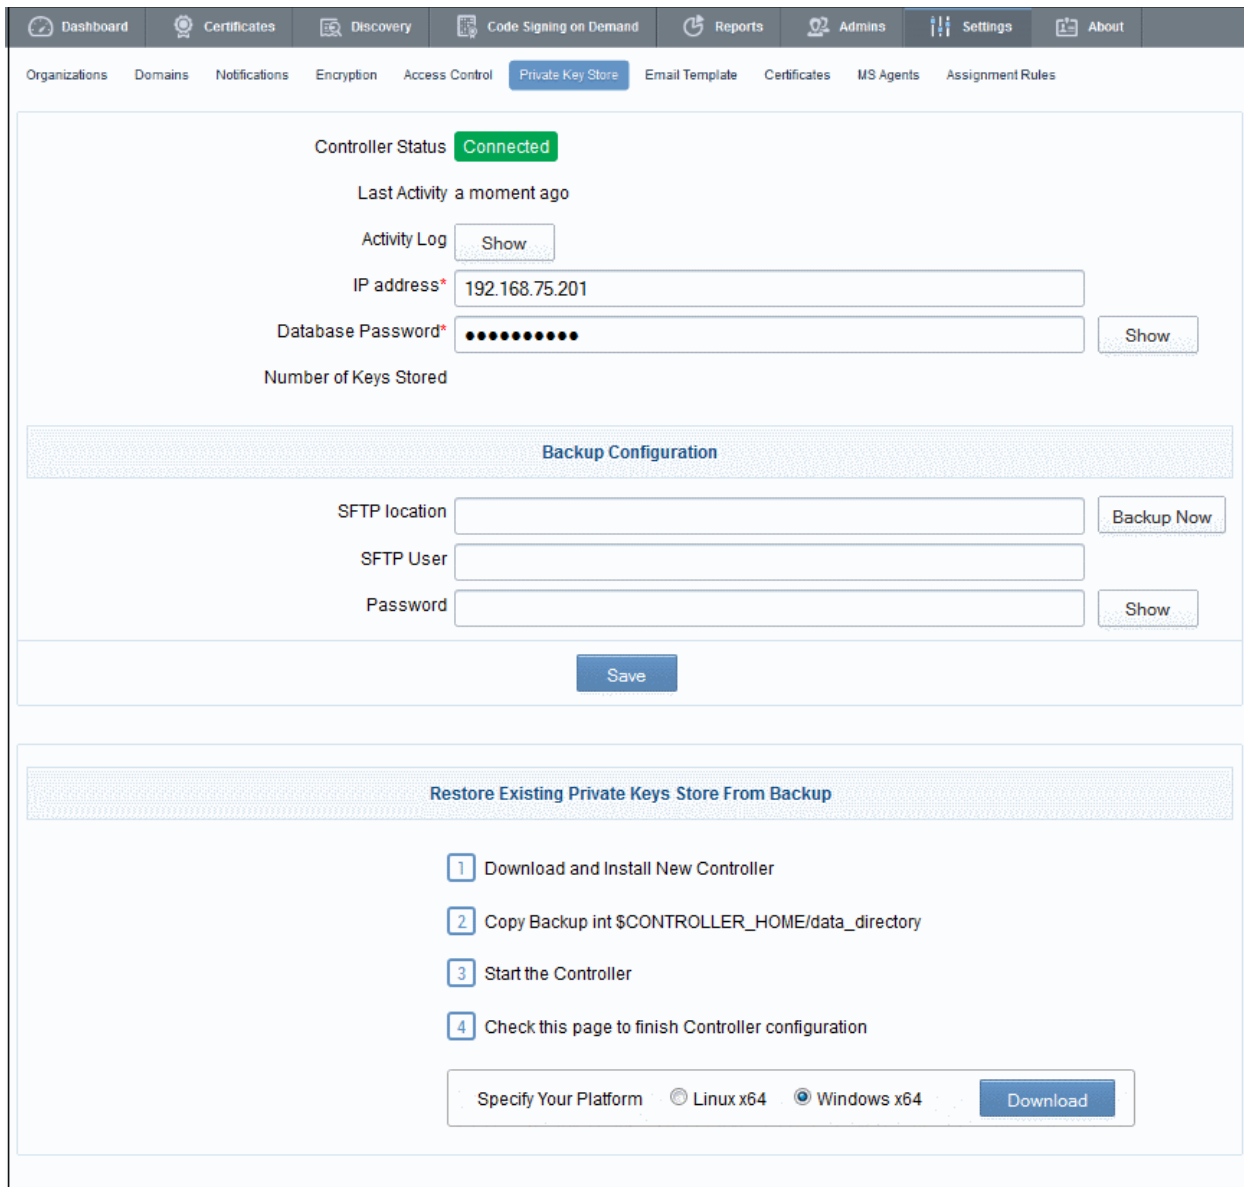 Dashboard Certificates Discovery Code Signing on Demand Reports Admins Settings About
Organizations Domains Notifications Encryption Access Control Private Key Store Email Template Certificates MS Agents Assignment Rules
Controller Status Connected
Last Activity a moment ago
Activity Log Show
IP address* 192.168.75.201
Database Password* ●●●●●●●●●● Show
Number of Keys Stored
Backup Configuration
SFTP location Backup Now
SFTP User
Password Show
Save
Restore Existing Private Keys Store From Backup
1 Download and Install New Controller
2 Copy Backup int $CONTROLLER_HOME/data_directory
3 Start the Controller
4 Check this page to finish Controller configuration
Specify Your Platform Linux x64 Windows x64 Download